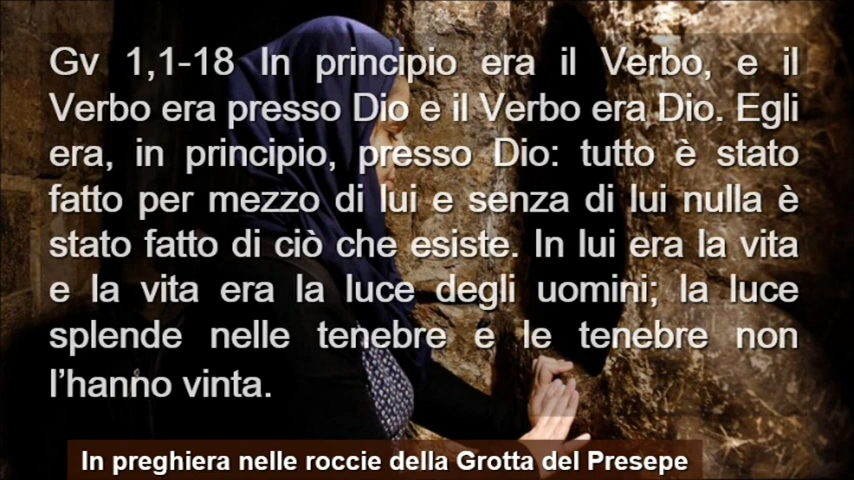 Gv 1,1-18 In principio era il Verbo, e il
Verbo era presso Dio e il Verbo era Dio. Egli
era, in principio, presso Dio: tutto è stato
fatto per mezzo di lui e senza di lui nulla è
stato fatto di ciò che esiste. In lui era la vita
e la vita era la luce degli uomini; la luce
splende nelle tenebre e le tenebre non
l’hanno vinta.
In preghiera nelle roccie della Grotta del Presepe